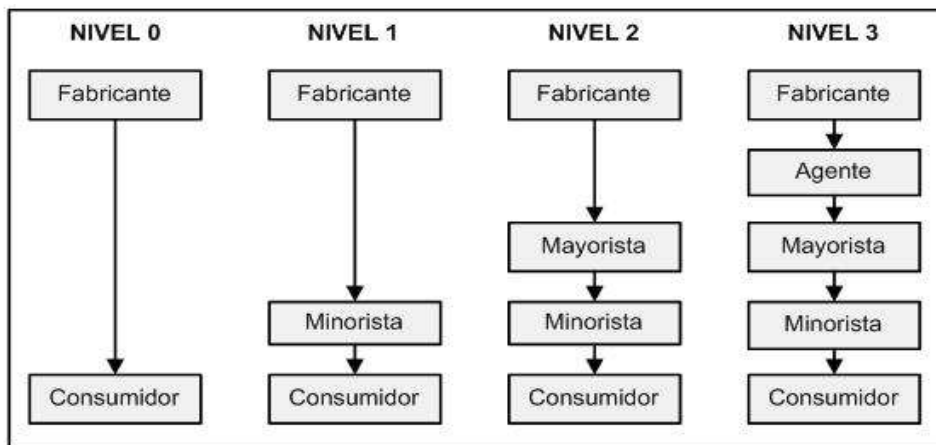 NIVEL 0 NIVEL 1 NIVEL 2 NIVEL 3
Fabricante Fabricante Fabricante Fabricante
Agente
Mayorista Mayorista
Minorista Minorista Minorista
Consumidor Consumidor Consumidor Consumidor